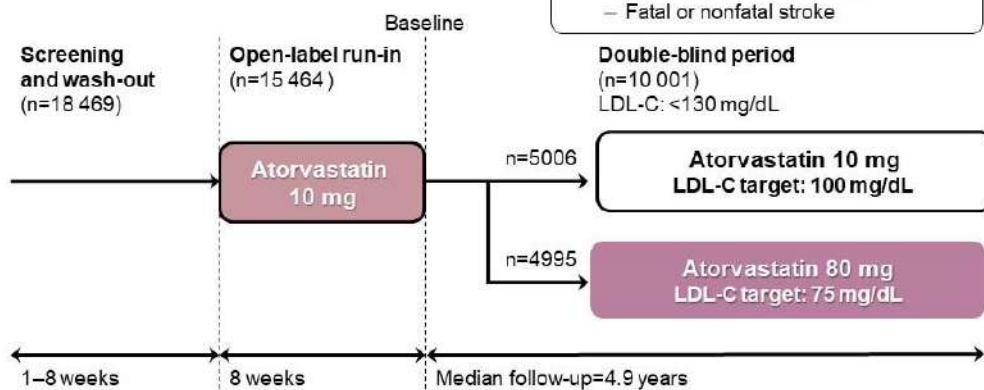 – Fatal or nonfatal stroke
Baseline
Screening
and wash-out
(n=18 469)
Open-label run-in
(n=15 464)
Double-blind period
(n=10 001)
LDL-C: <130 mg/dL
Atorvastatin
10 mg
n=5006
Atorvastatin 10 mg
LDL-C target: 100 mg/dL
n=4995
Atorvastatin 80 mg
LDL-C target: 75 mg/dL
1–8 weeks
8 weeks
Median follow-up=4.9 years